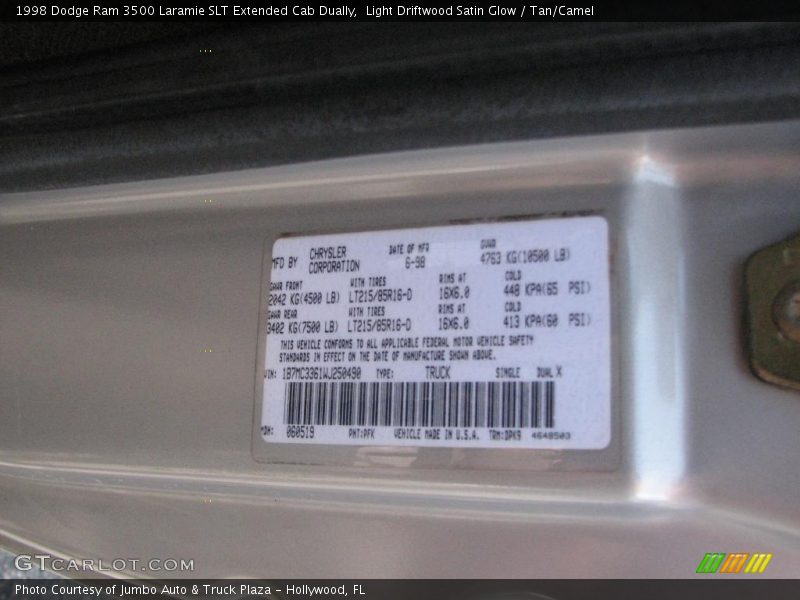 1998 Dodge Ram 3500 Laramie SLT Extended Cab Dually,  Light Driftwood Satin Glow / Tan/Camel
MFD BY CHRYSLER CORPORATION DATE OF MFR 6-98 GVWR 4763 KG(10500 LB)
GAWR FRONT WITH TIRES RIMS AT COLD
2042 KG(4500 LB) LT215/85R16-D 16X6.0 448 KPA(65 PSI)
GAWR REAR WITH TIRES RIMS AT COLD
3402 KG(7500 LB) LT215/85R16-D 16X6.0 413 KPA(60 PSI)
THIS VEHICLE CONFORMS TO ALL APPLICABLE FEDERAL MOTOR VEHICLE SAFETY
STANDARDS IN EFFECT ON THE DATE OF MANUFACTURE SHOWN ABOVE.
VIN: 1B7MC3361WJ250490 TYPE: TRUCK SINGLE DUAL X
MDH: 060519 PNT:PFK VEHICLE MADE IN U.S.A. TRM:DPK9 4648503
GTCARLOT.COM
Photo Courtesy of Jumbo Auto & Truck Plaza - Hollywood, FL